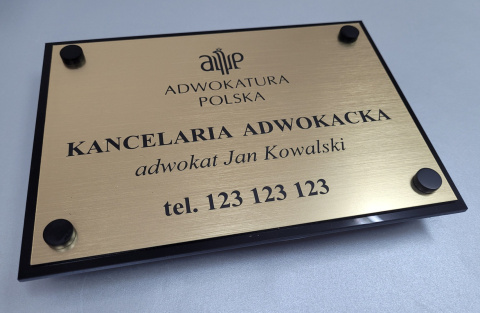 ADWOKATURA
POLSKA
KANCELARIA ADWOKACKA
adwokat Jan Kowalski
tel. 123 123 123